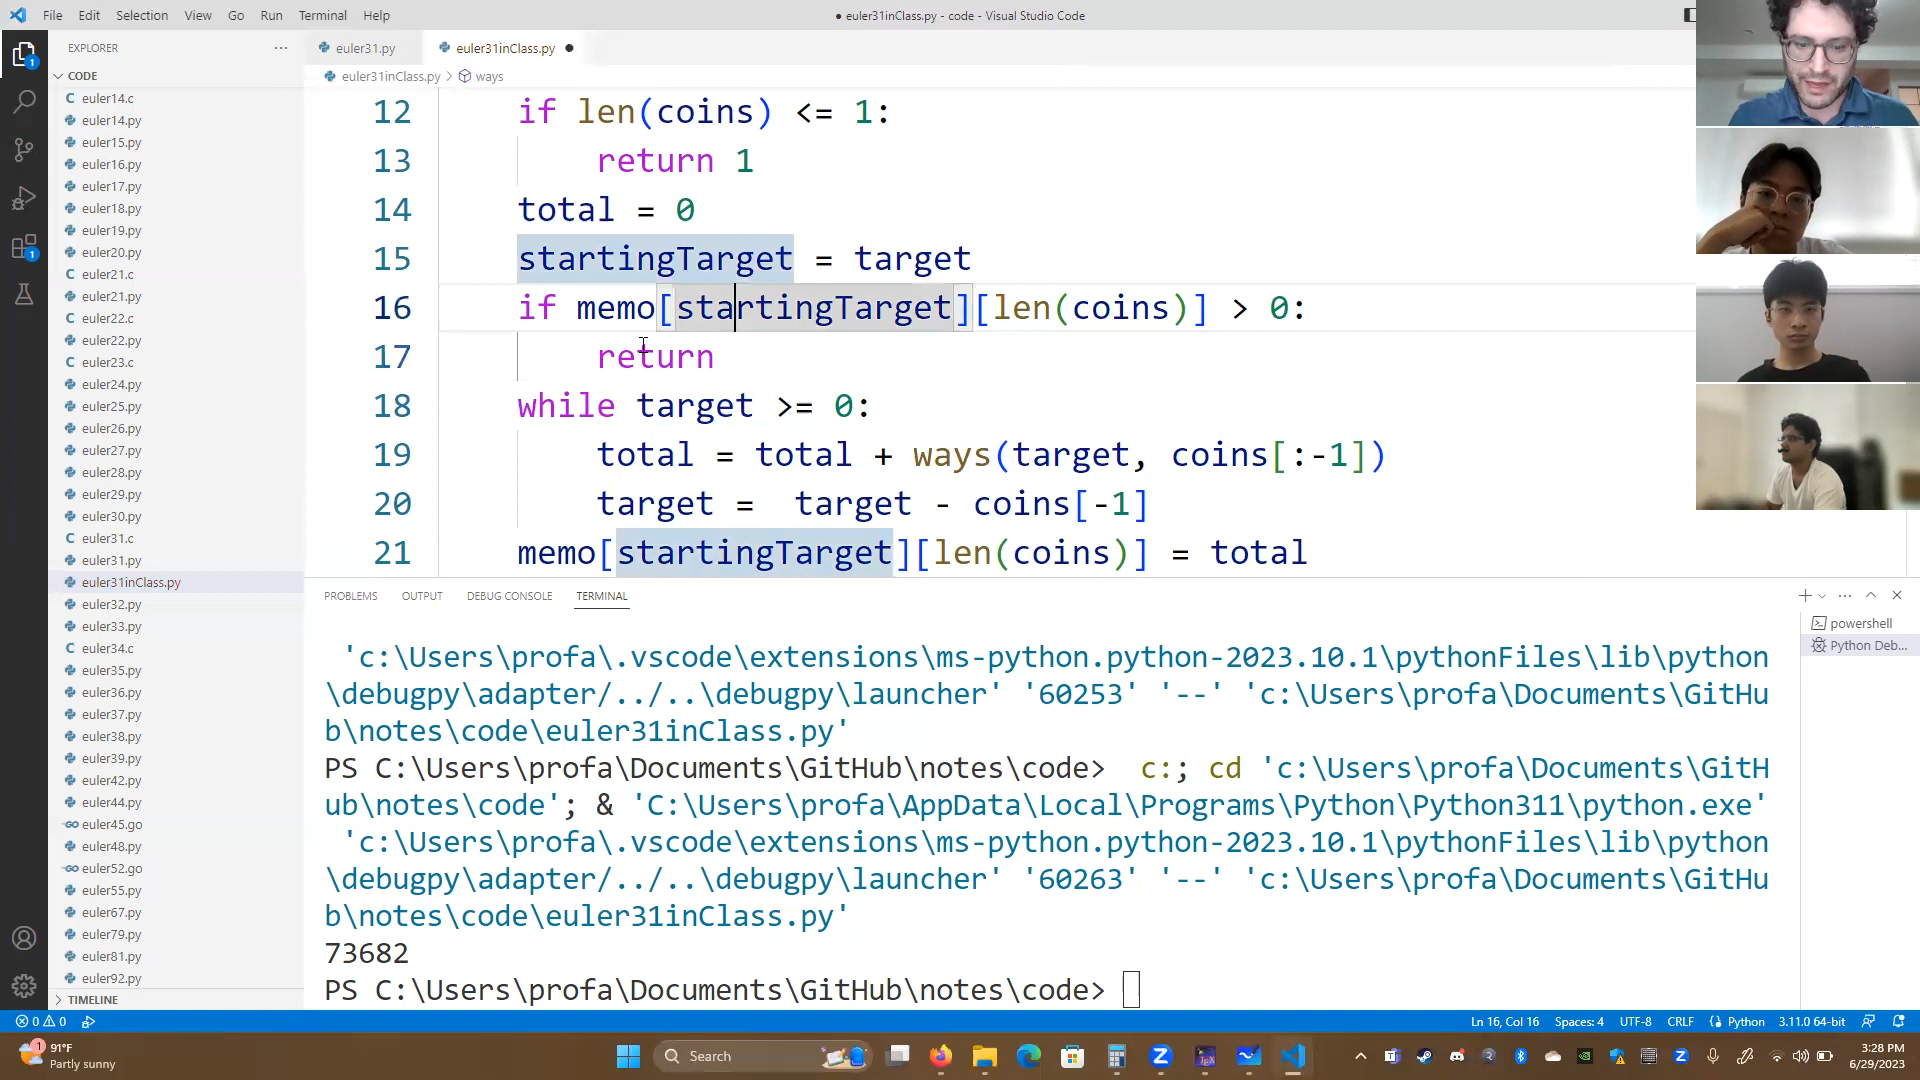 File Edit Selection View Go Run Terminal Help
● euler31inClass.py - code - Visual Studio Code
EXPLORER
CODE
euler14.c
euler14.py
euler15.py
euler16.py
euler17.py
euler18.py
euler19.py
euler20.py
euler21.c
euler21.py
euler22.c
euler22.py
euler23.c
euler24.py
euler25.py
euler26.py
euler27.py
euler28.py
euler29.py
euler30.py
euler31.c
euler31.py
euler31inClass.py
euler32.py
euler33.py
euler34.c
euler35.py
euler36.py
euler37.py
euler38.py
euler39.py
euler42.py
euler44.py
euler45.go
euler48.py
euler52.go
euler55.py
euler67.py
euler79.py
euler81.py
euler92.py
TIMELINE
euler31.py euler31inClass.py
euler31inClass.py > ways
12 if len(coins) <= 1:
13 return 1
14 total = 0
15 startingTarget = target
16 if memo[startingTarget][len(coins)] > 0:
17 return
18 while target >= 0:
19 total = total + ways(target, coins[:-1])
20 target =  target - coins[-1]
21 memo[startingTarget][len(coins)] = total
PROBLEMS OUTPUT DEBUG CONSOLE TERMINAL
'c:\Users\profa\.vscode\extensions\ms-python.python-2023.10.1\pythonFiles\lib\python
\debugpy\adapter/../..\debugpy\launcher' '60253' '--' 'c:\Users\profa\Documents\GitHu
b\notes\code\euler31inClass.py'
PS C:\Users\profa\Documents\GitHub\notes\code>  c:; cd 'c:\Users\profa\Documents\GitH
ub\notes\code'; & 'C:\Users\profa\AppData\Local\Programs\Python\Python311\python.exe'
'c:\Users\profa\.vscode\extensions\ms-python.python-2023.10.1\pythonFiles\lib\python
\debugpy\adapter/../..\debugpy\launcher' '60263' '--' 'c:\Users\profa\Documents\GitHu
b\notes\code\euler31inClass.py'
73682
PS C:\Users\profa\Documents\GitHub\notes\code>
powershell
Python Deb...
0 0
Ln 16, Col 16 Spaces: 4 UTF-8 CRLF Python 3.11.0 64-bit
91°F
Partly sunny
Search
3:28 PM
6/29/2023